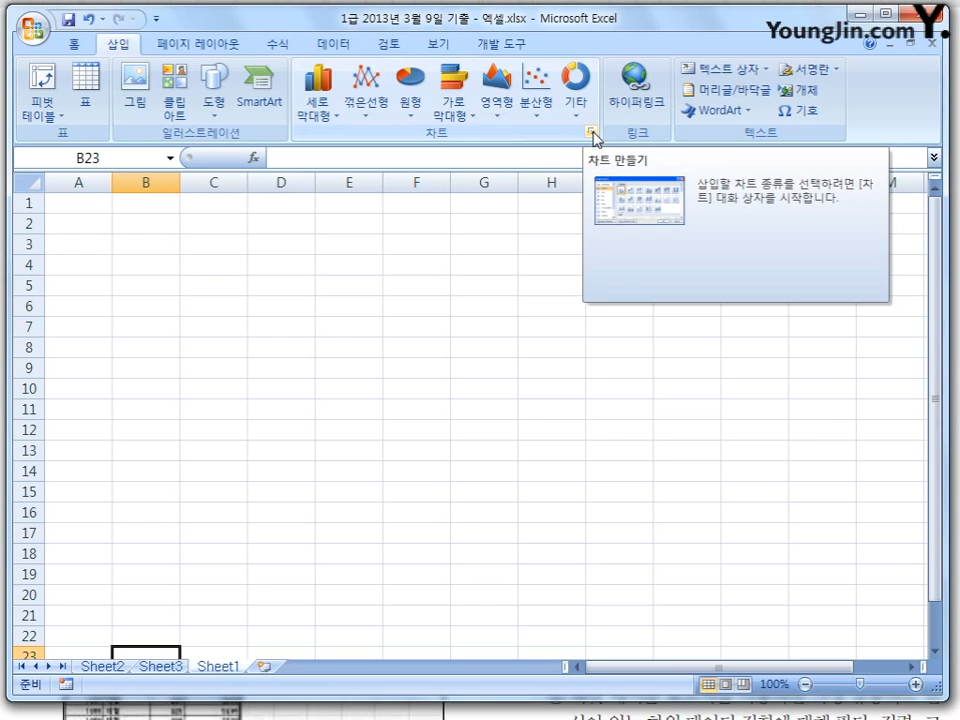 1급 2013년 3월 9일 기출 - 엑셀.xlsx - Microsoft Excel
YoungJin.com Y.
홈 삽입 페이지 레이아웃 수식 데이터 검토 보기 개발 도구
피벗 테이블 표 그림 클립 아트 도형 SmartArt 세로 막대형 꺾은선형 원형 가로 막대형 영역형 분산형 기타 하이퍼링크 텍스트 상자 서명란
머리글/바닥글 개체
WordArt 기호
표 일러스트레이션 차트 링크 텍스트
B23 fx
차트 만들기
삽입할 차트 종류를 선택하려면 [차
트] 대화 상자를 시작합니다.
A B C D E F G H M
1
2
3
4
5
6
7
8
9
10
11
12
13
14
15
16
17
18
19
20
21
22
23
Sheet2 Sheet3 Sheet1
준비 100%